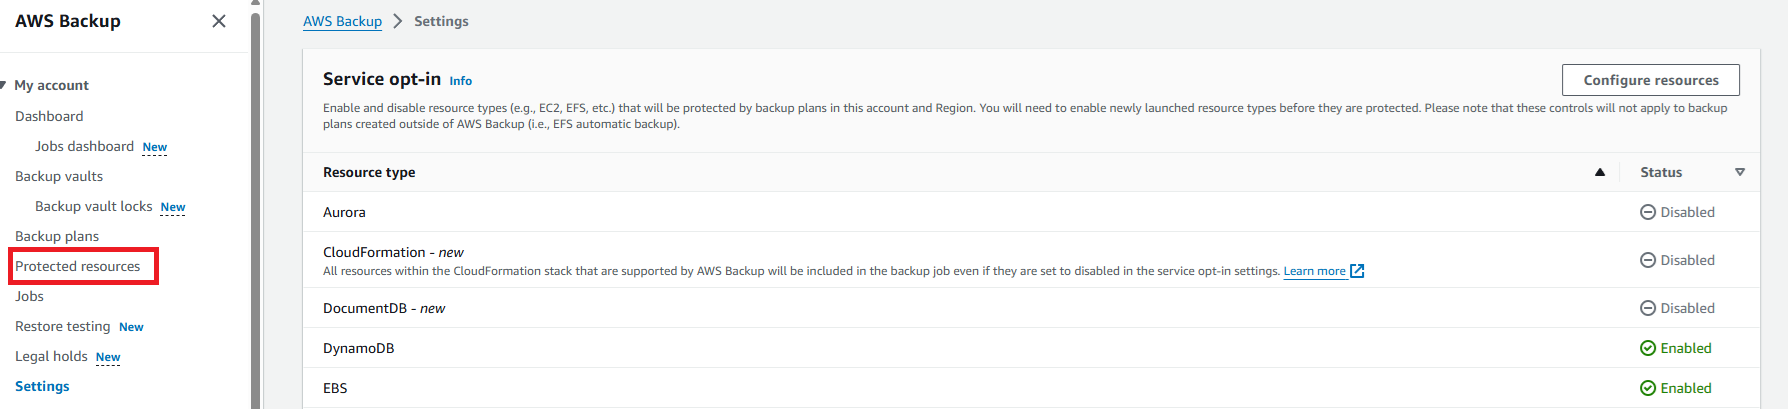 AWS Backup
My account
Dashboard
Jobs dashboard New
Backup vaults
Backup vault locks New
Backup plans
Protected resources
Jobs
Restore testing New
Legal holds New
Settings
AWS Backup > Settings
Service opt-in Info
Configure resources
Enable and disable resource types (e.g., EC2, EFS, etc.) that will be protected by backup plans in this account and Region. You will need to enable newly launched resource types before they are protected. Please note that these controls will not apply to backup
plans created outside of AWS Backup (i.e., EFS automatic backup).
Resource type Status
Aurora Disabled
CloudFormation - new
All resources within the CloudFormation stack that are supported by AWS Backup will be included in the backup job even if they are set to disabled in the service opt-in settings. Learn more
Disabled
DocumentDB - new Disabled
DynamoDB Enabled
EBS Enabled